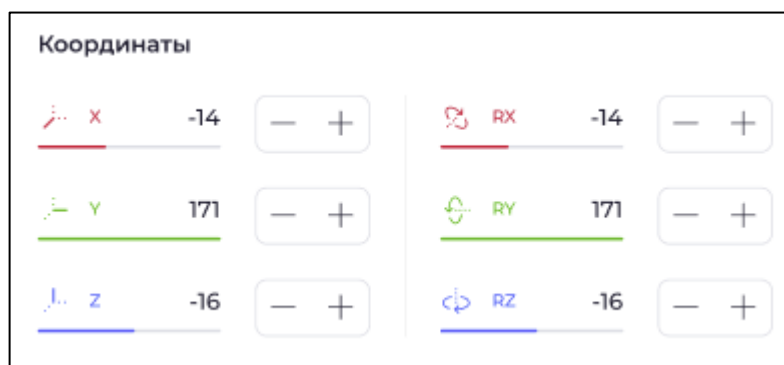 Координаты
X -14 — + RX -14 — +
Y 171 — + RY 171 — +
Z -16 — + RZ -16 — +